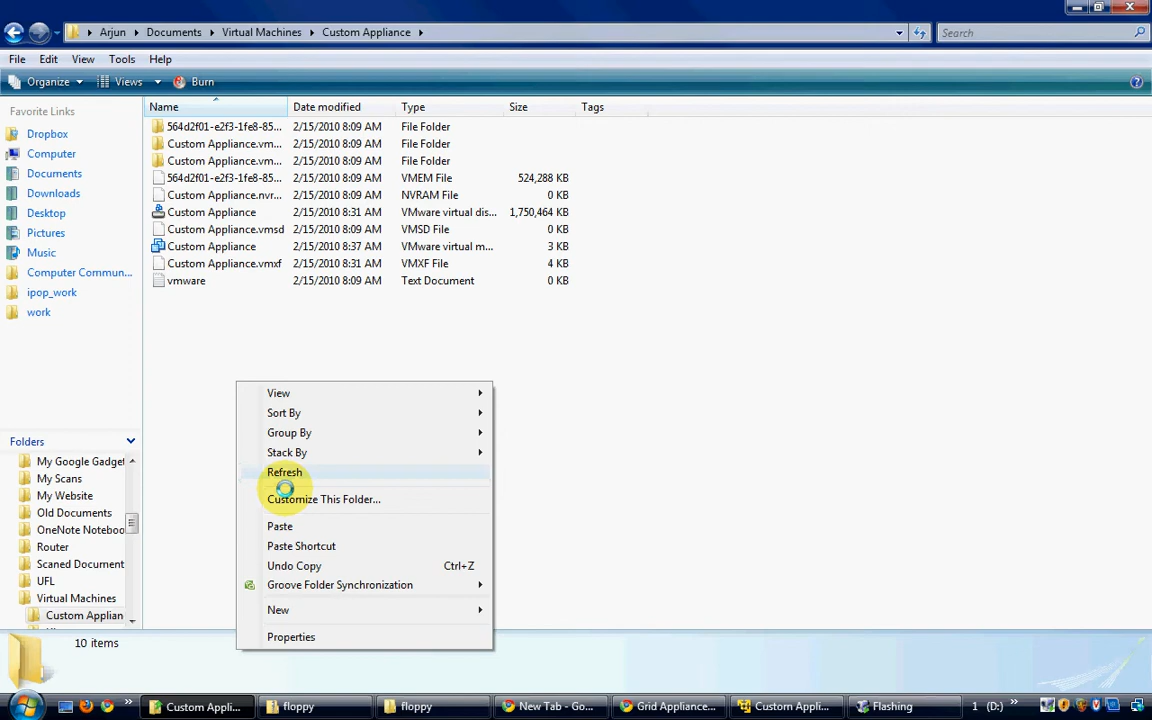 Arjun ▸ Documents ▸ Virtual Machines ▸ Custom Appliance ▸
Search
File Edit View Tools Help
Organize Views Burn
Favorite Links
Dropbox
Computer
Documents
Downloads
Desktop
Pictures
Music
Computer Commun...
ipop_work
work
Folders
My Google Gadget
My Scans
My Website
Old Documents
OneNote Noteboo
Router
Scaned Document
UFL
Virtual Machines
Custom Applian
Name Date modified Type Size Tags
564d2f01-e2f3-1fe8-85... 2/15/2010 8:09 AM File Folder
Custom Appliance.vm... 2/15/2010 8:09 AM File Folder
Custom Appliance.vm... 2/15/2010 8:09 AM File Folder
564d2f01-e2f3-1fe8-85... 2/15/2010 8:09 AM VMEM File 524,288 KB
Custom Appliance.nvr... 2/15/2010 8:09 AM NVRAM File 0 KB
Custom Appliance 2/15/2010 8:31 AM VMware virtual dis... 1,750,464 KB
Custom Appliance.vmsd 2/15/2010 8:09 AM VMSD File 0 KB
Custom Appliance 2/15/2010 8:37 AM VMware virtual m... 3 KB
Custom Appliance.vmxf 2/15/2010 8:31 AM VMXF File 4 KB
vmware 2/15/2010 8:09 AM Text Document 0 KB
View
Sort By
Group By
Stack By
Refresh
Customize This Folder...
Paste
Paste Shortcut
Undo Copy Ctrl+Z
Groove Folder Synchronization
New
Properties
10 items
Custom Appli... floppy floppy New Tab - Go... Grid Appliance... Custom Appli... Flashing 1 (D:)